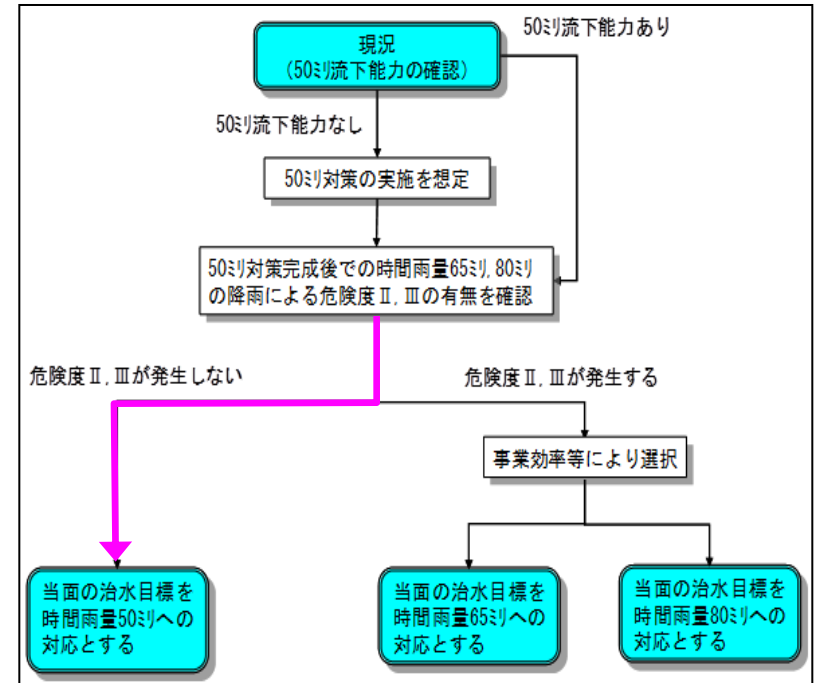 現況
(50ミリ流下能力の確認)
50ミリ流下能力あり
50ミリ流下能力なし
50ミリ対策の実施を想定
50ミリ対策完成後での時間雨量65ミリ,80ミリ
の降雨による危険度Ⅱ,Ⅲの有無を確認
危険度Ⅱ,Ⅲが発生しない
危険度Ⅱ,Ⅲが発生する
事業効率等により選択
当面の治水目標を
時間雨量50ミリへの
対応とする
当面の治水目標を
時間雨量65ミリへの
対応とする
当面の治水目標を
時間雨量80ミリへの
対応とする